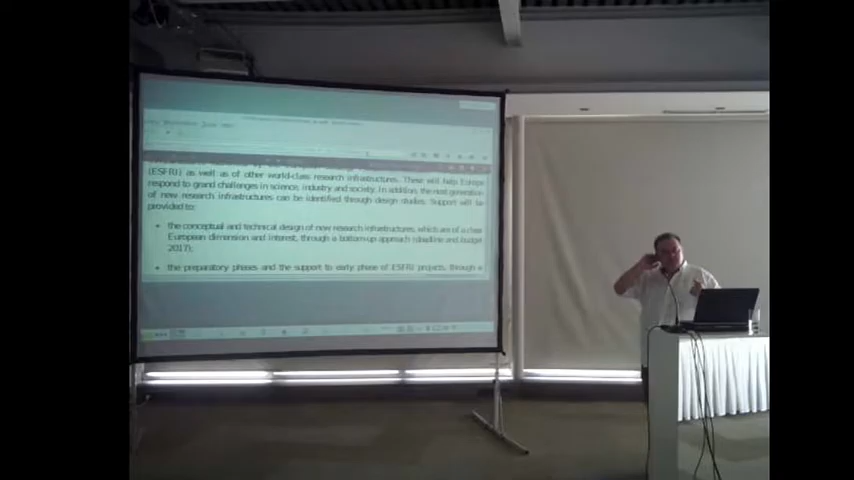 (ESFRI) as well as of other world-class research infrastructures. These will help Europe
respond to grand challenges in science, industry and society. In addition, the next generation
of new research infrastructures can be identified through design studies. Support will be
provided to:
• the conceptual and technical design of new research infrastructures, which are of a clear
European dimension and interest, through a bottom-up approach (deadline and budget
2017);
• the preparatory phases and the support to early phase of ESFRI projects, through a